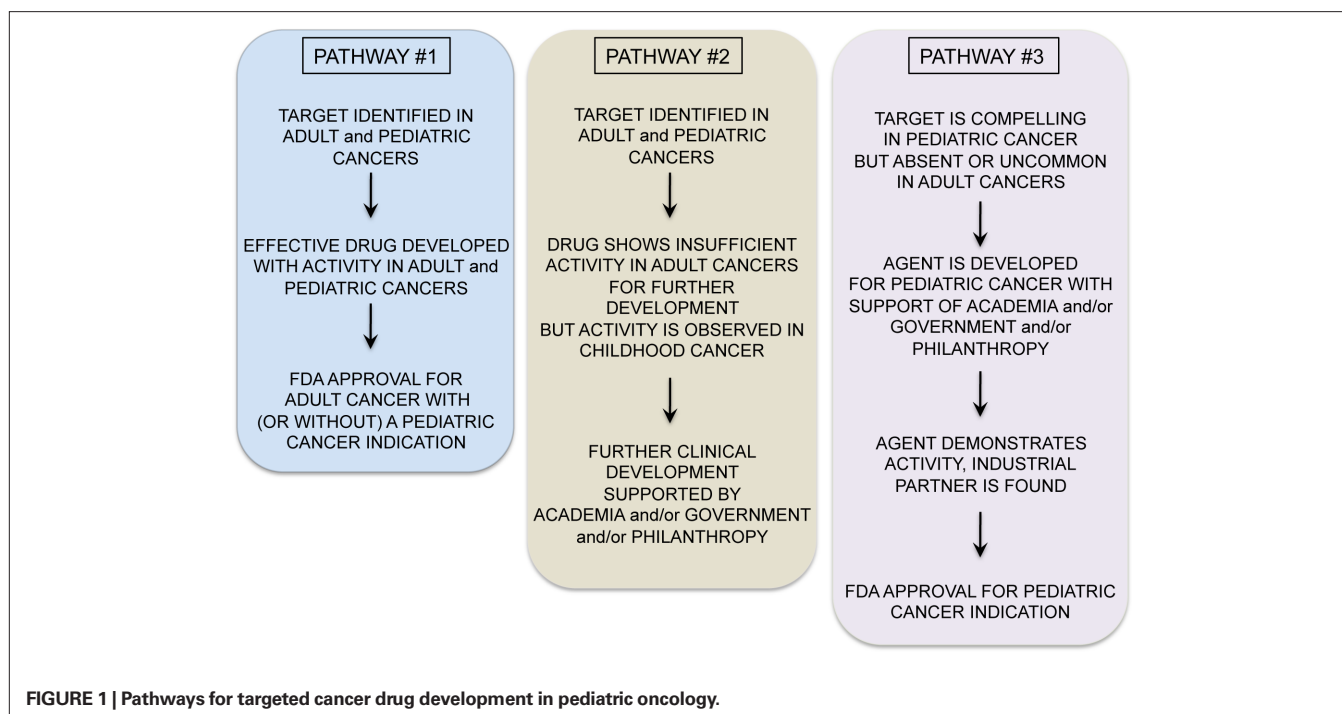 PATHWAY #1
TARGET IDENTIFIED IN
ADULT and PEDIATRIC
CANCERS
EFFECTIVE DRUG DEVELOPED
WITH ACTIVITY IN ADULT and
PEDIATRIC CANCERS
FDA APPROVAL FOR
ADULT CANCER WITH
(OR WITHOUT) A PEDIATRIC
CANCER INDICATION
PATHWAY #2
TARGET IDENTIFIED IN
ADULT and PEDIATRIC
CANCERS
DRUG SHOWS INSUFFICIENT
ACTIVITY IN ADULT CANCERS
FOR FURTHER
DEVELOPMENT
BUT ACTIVITY IS OBSERVED IN
CHILDHOOD CANCER
FURTHER CLINICAL
DEVELOPMENT
SUPPORTED BY
ACADEMIA and/or GOVERNMENT
and/or PHILANTHROPY
PATHWAY #3
TARGET IS COMPELLING
IN PEDIATRIC CANCER
BUT ABSENT OR UNCOMMON
IN ADULT CANCERS
AGENT IS DEVELOPED
FOR PEDIATRIC CANCER WITH
SUPPORT OF ACADEMIA and/or
GOVERNMENT and/or
PHILANTHROPY
AGENT DEMONSTRATES
ACTIVITY, INDUSTRIAL
PARTNER IS FOUND
FDA APPROVAL FOR PEDIATRIC
CANCER INDICATION
FIGURE 1 | Pathways for targeted cancer drug development in pediatric oncology.